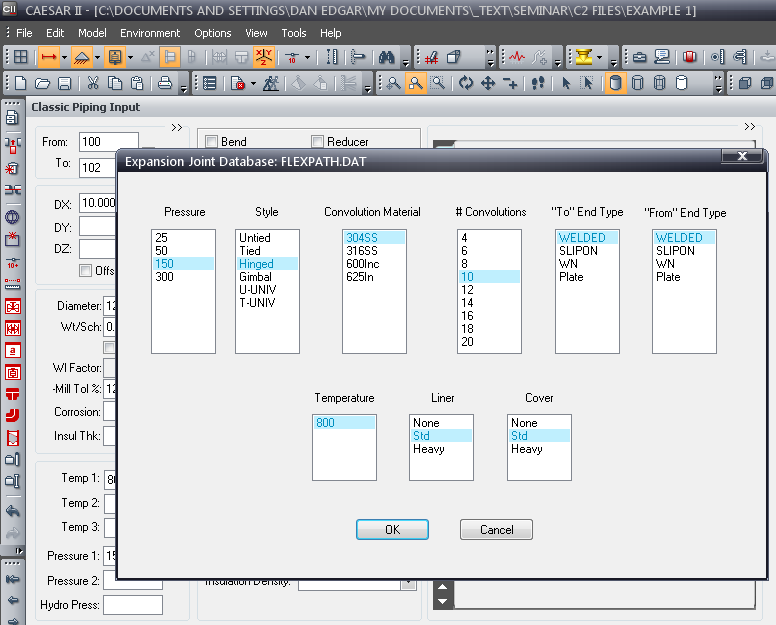 CAESAR II - [C:\DOCUMENTS AND SETTINGS\DAN EDGAR\MY DOCUMENTS\_TEXT\SEMINAR\C2 FILES\EXAMPLE 1]
File Edit Model Environment Options View Tools Help
Classic Piping Input
From: 100
To: 102
Bend
Reducer
Expansion Joint Database: FLEXPATH.DAT
DX: 10.000
DY:
DZ:
Offs
Diameter: 12
Wt/Sch: 0.
Wl Factor:
-Mill Tol %: 12
Corrosion:
Insul Thk:
Temp 1: 8
Temp 2:
Temp 3:
Pressure 1: 15
Pressure 2:
Hydro Press:
Insulation Density:
Pressure
25
50
150
300
Style
Untied
Tied
Hinged
Gimbal
U-UNIV
T-UNIV
Convolution Material
304SS
316SS
600Inc
625In
# Convolutions
4
6
8
10
12
14
16
18
20
"To" End Type
WELDED
SLIPON
WN
Plate
"From" End Type
WELDED
SLIPON
WN
Plate
Temperature
800
Liner
None
Std
Heavy
Cover
None
Std
Heavy
OK
Cancel